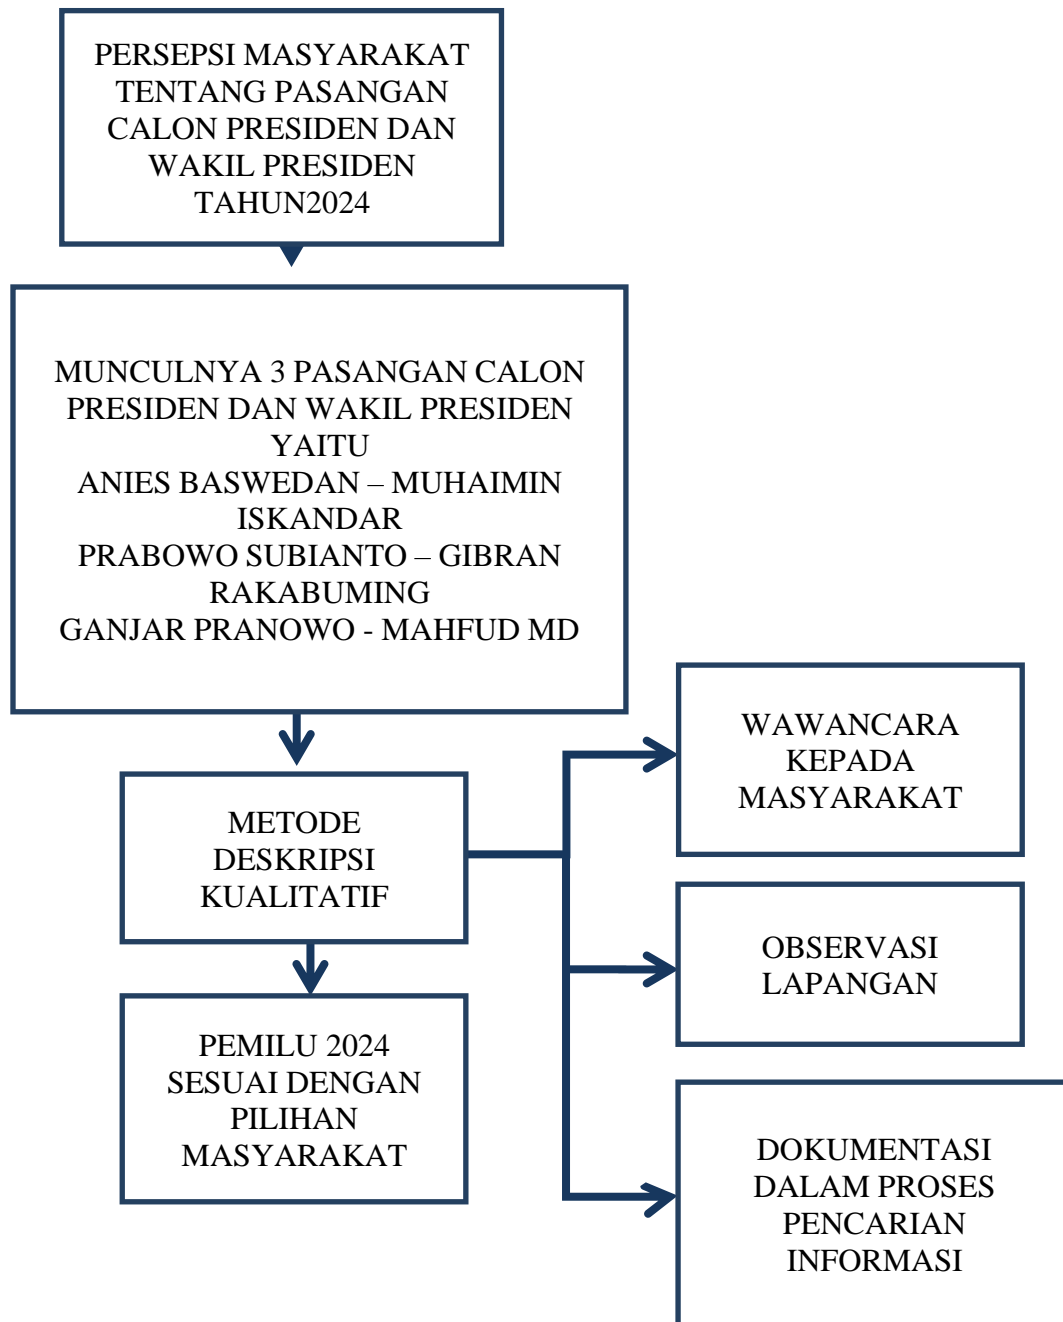 PERSEPSI MASYARAKAT
TENTANG PASANGAN
CALON PRESIDEN DAN
WAKIL PRESIDEN
TAHUN2024
MUNCULNYA 3 PASANGAN CALON
PRESIDEN DAN WAKIL PRESIDEN
YAITU
ANIES BASWEDAN – MUHAIMIN
ISKANDAR
PRABOWO SUBIANTO – GIBRAN
RAKABUMING
GANJAR PRANOWO - MAHFUD MD
METODE
DESKRIPSI
KUALITATIF
WAWANCARA
KEPADA
MASYARAKAT
OBSERVASI
LAPANGAN
PEMILU 2024
SESUAI DENGAN
PILIHAN
MASYARAKAT
DOKUMENTASI
DALAM PROSES
PENCARIAN
INFORMASI